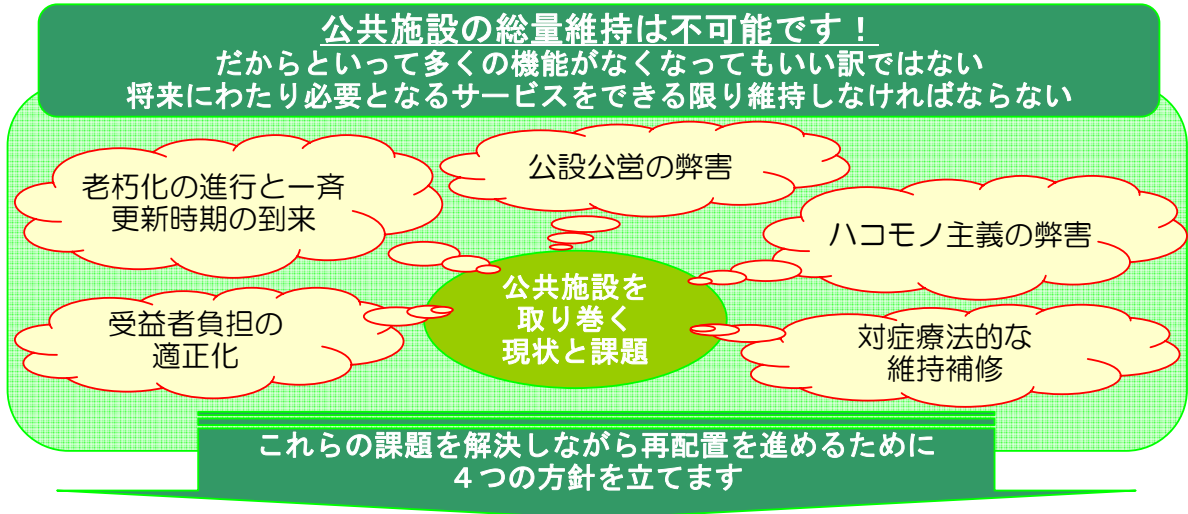 公共施設の総量維持は不可能です！
だからといって多くの機能がなくなってもいい訳ではない
将来にわたり必要となるサービスをできる限り維持しなければならない
公設公営の弊害
老朽化の進行と一斉
更新時期の到来
ハコモノ主義の弊害
公共施設を
取り巻く
現状と課題
受益者負担の
適正化
対症療法的な
維持補修
これらの課題を解決しながら再配置を進めるために
４つの方針を立てます